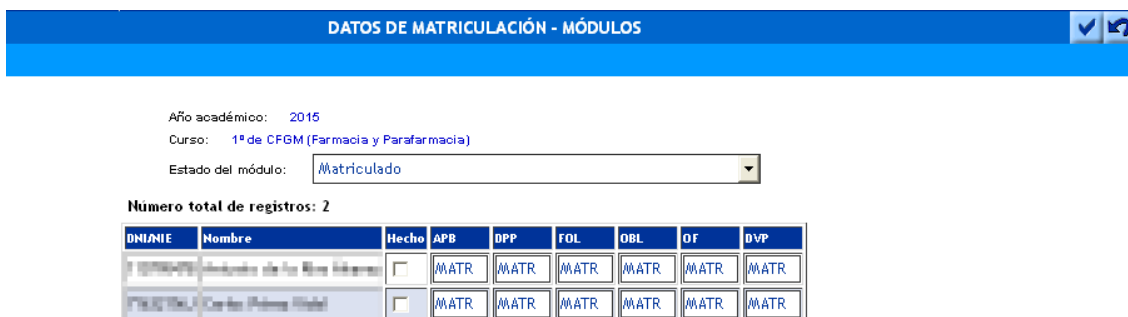 DATOS DE MATRICULACIÓN - MÓDULOS
Año académico: 2015
Curso: 1º de CFGM (Farmacia y Parafarmacia)
Estado del módulo: Matriculado
Número total de registros: 2
DNI/NIE Nombre Hecho APB DPP FOL OBL OF DVP
MATR MATR MATR MATR MATR MATR
MATR MATR MATR MATR MATR MATR